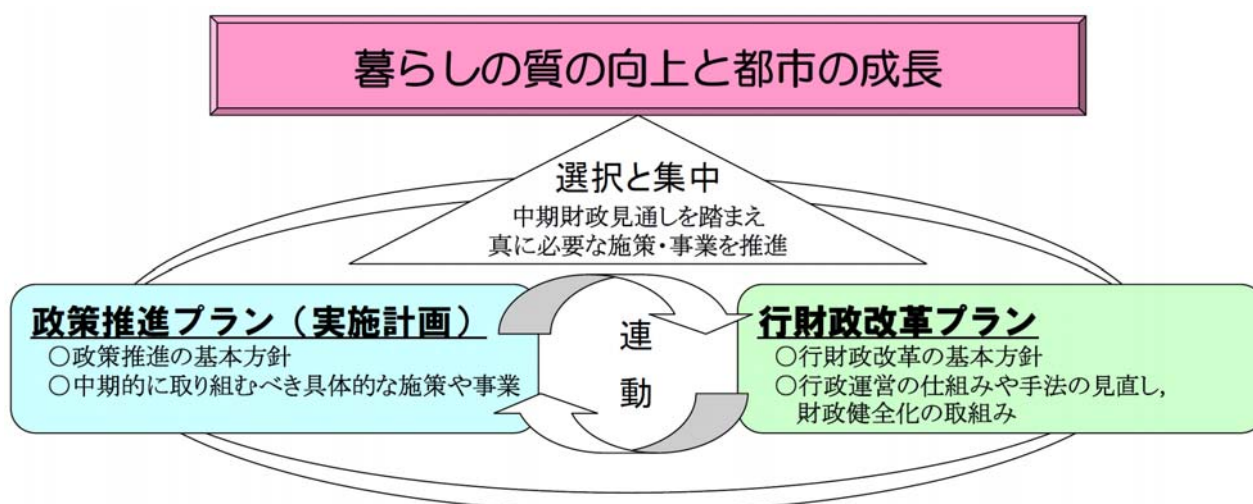 暮らしの質の向上と都市の成長
選択と集中
中期財政見通しを踏まえ
真に必要な施策・事業を推進
政策推進プラン（実施計画）
○政策推進の基本方針
○中期的に取り組むべき具体的な施策や事業
連
動
行財政改革プラン
○行財政改革の基本方針
○行政運営の仕組みや手法の見直し，
財政健全化の取組み